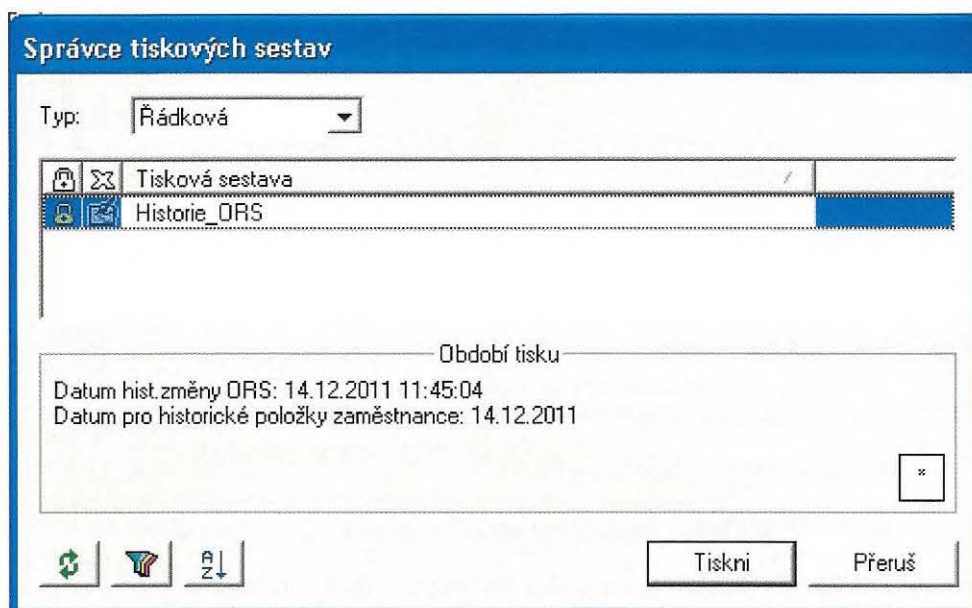 Správce tiskových sestav
Typ: Řádková
Tisková sestava
Historie_ORS
Období tisku
Datum hist.změny ORS: 14.12.2011 11:45:04
Datum pro historické položky zaměstnance: 14.12.2011
*
A
Z
Tiskni Přeruš